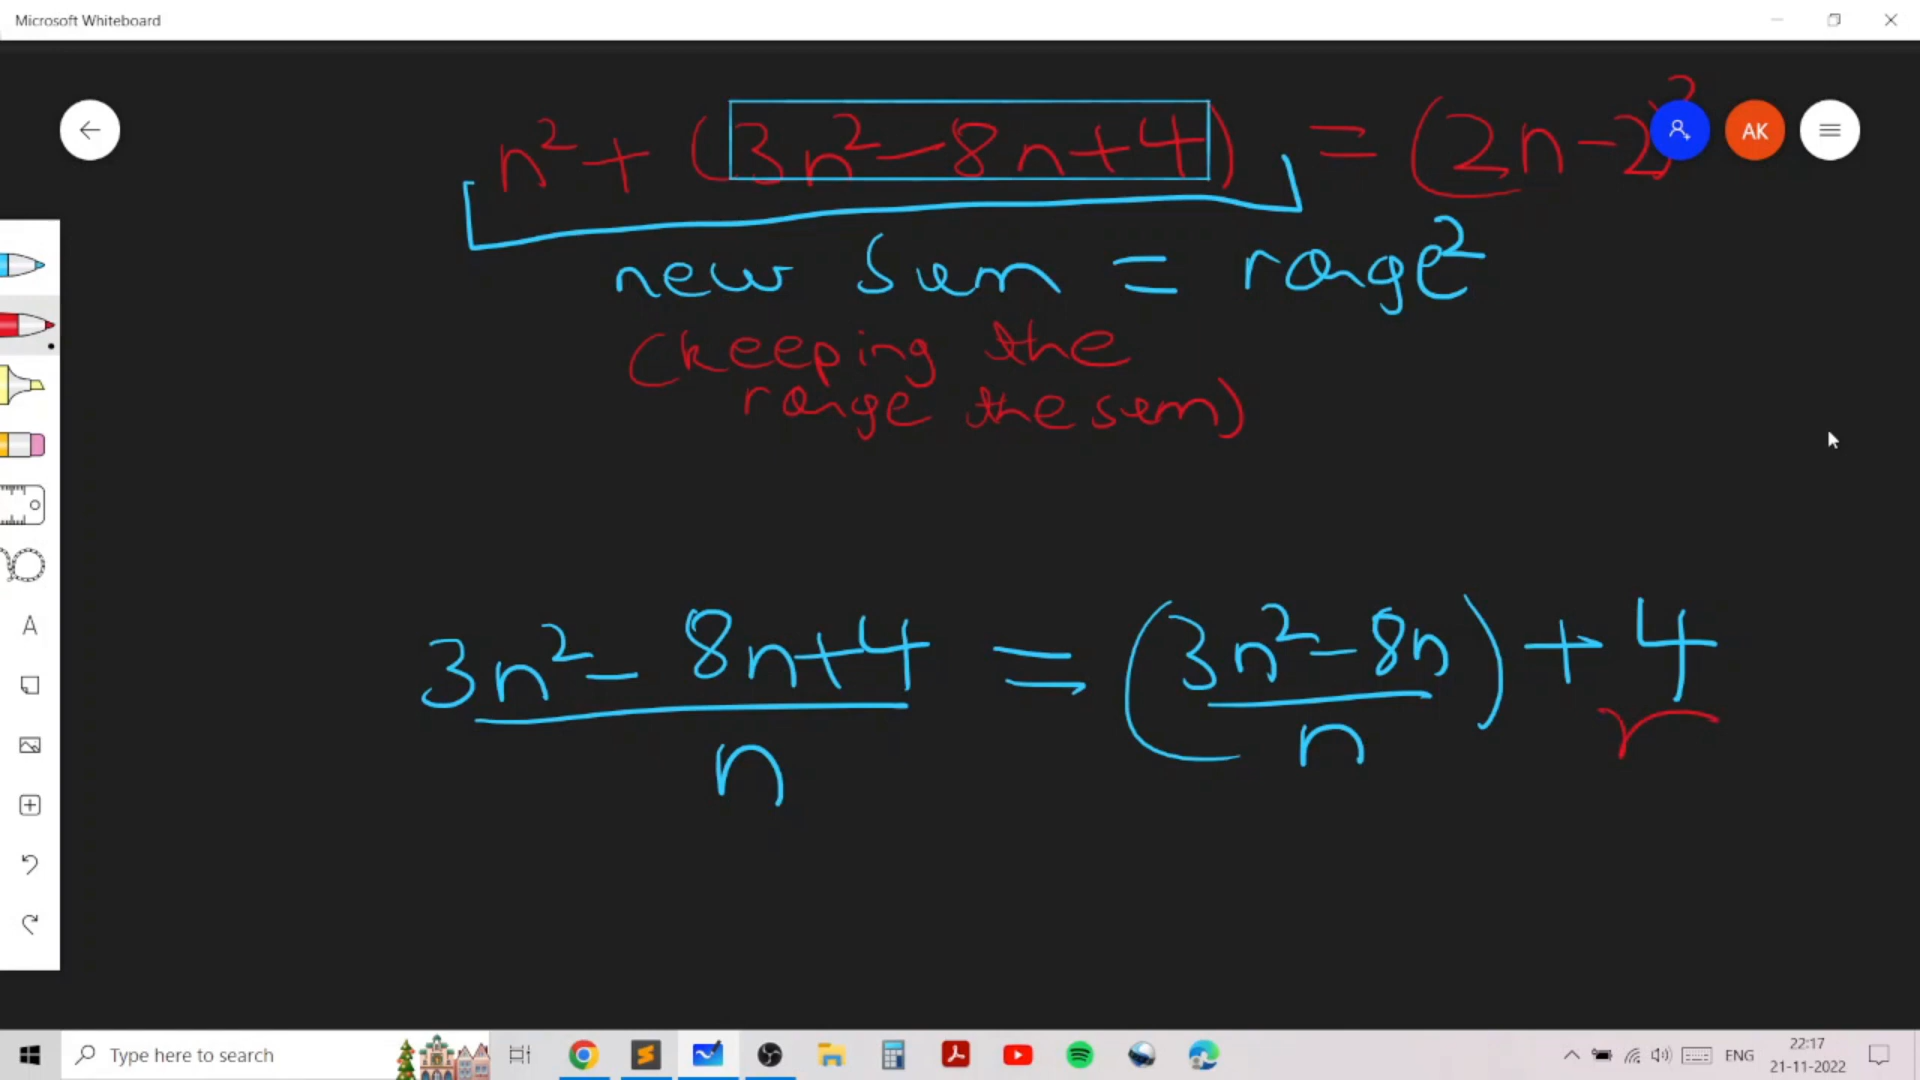 Microsoft Whiteboard
n² + (3n² - 8n + 4) = (2n - 2)²
AK
new sum = range²
(keeping the
range the sum)
3n² - 8n + 4 / n = (3n² - 8n / n) + 4
r
A
Type here to search
ENG
22:17
21-11-2022